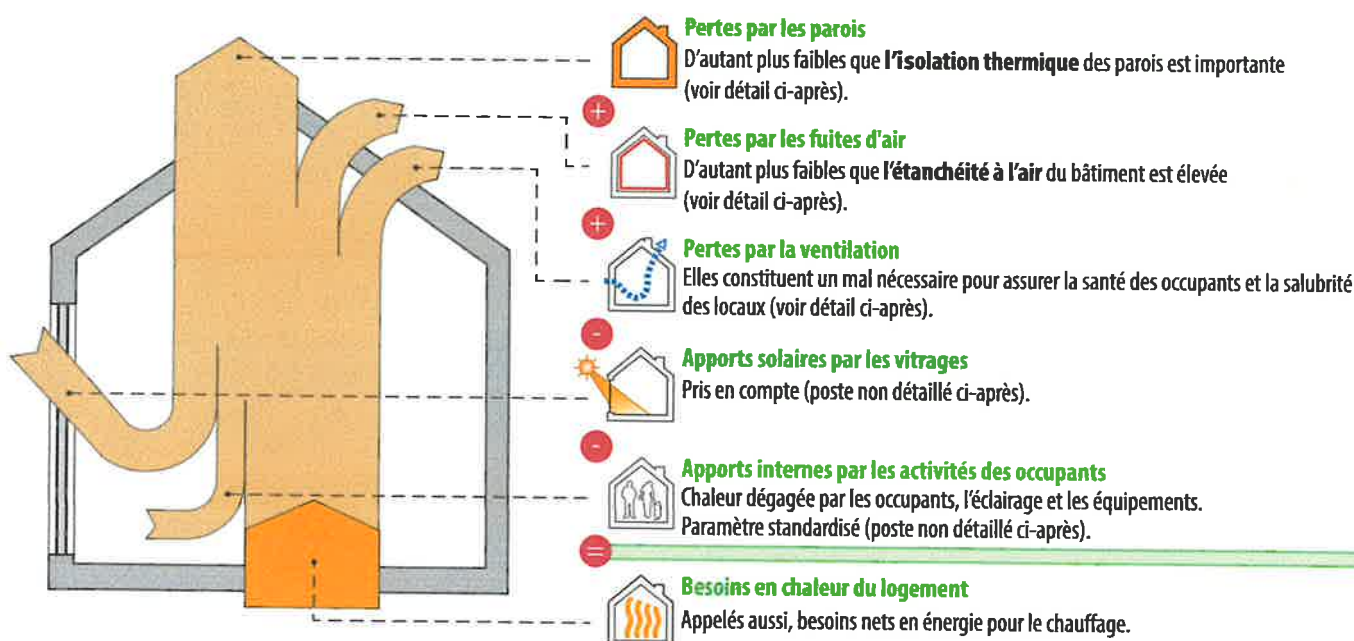 Pertes par les parois
D'autant plus faibles que l'isolation thermique des parois est importante
(voir détail ci-après).
+
Pertes par les fuites d'air
D'autant plus faibles que l'étanchéité à l'air du bâtiment est élevée
(voir détail ci-après).
+
Pertes par la ventilation
Elles constituent un mal nécessaire pour assurer la santé des occupants et la salubrité
des locaux (voir détail ci-après).
-
Apports solaires par les vitrages
Pris en compte (poste non détaillé ci-après).
-
Apports internes par les activités des occupants
Chaleur dégagée par les occupants, l'éclairage et les équipements.
Paramètre standardisé (poste non détaillé ci-après).
=
Besoins en chaleur du logement
Appelés aussi, besoins nets en énergie pour le chauffage.